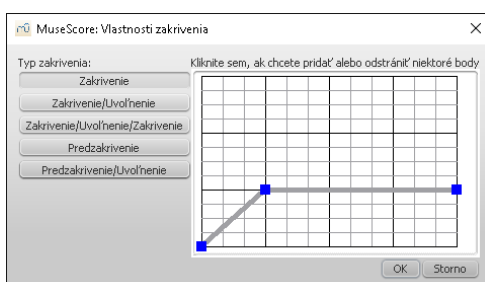 MuseScore: Vlastnosti zakrivenia
Typ zakrivenia:
Kliknite sem, ak chcete pridať alebo odstrániť niektoré body
Zakrivenie
Zakrivenie/Uvoľnenie
Zakrivenie/Uvoľnenie/Zakrivenie
Predzakrivenie
Predzakrivenie/Uvoľnenie
OK
Storno